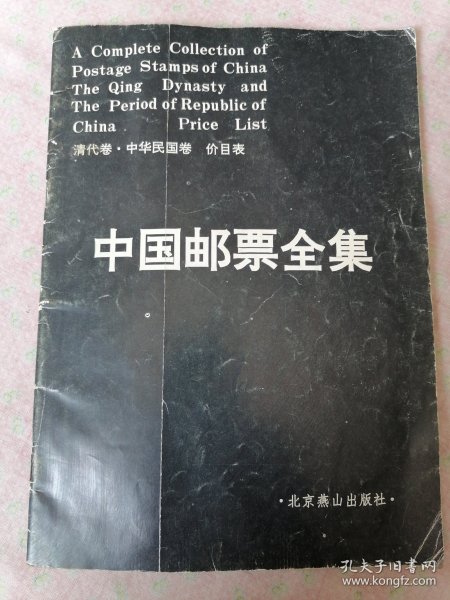 A Complete Collection of
Postage Stamps of China
The Qing Dynasty and
The Period of Republic of
China Price List
清代卷·中华民国卷 价目表
中国邮票全集
·北京燕山出版社·
孔夫子旧书网
www.kongfz.com